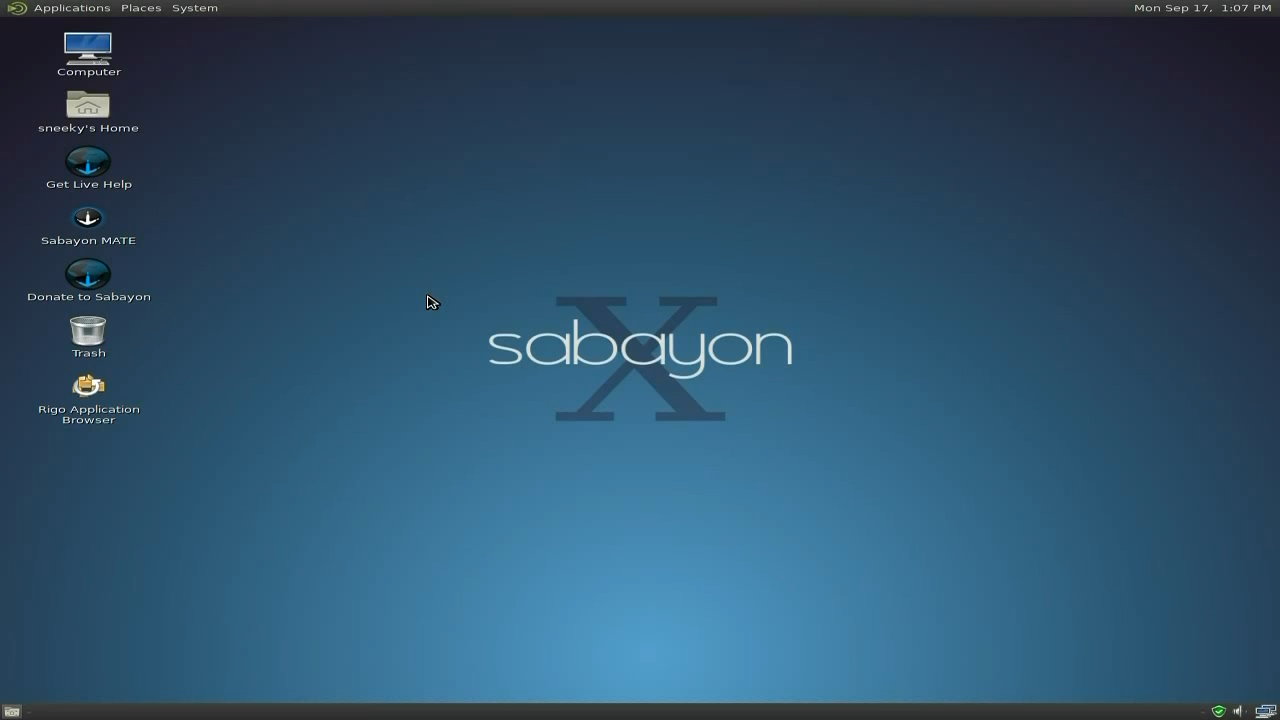 Applications Places System
Mon Sep 17, 1:07 PM
Computer
sneeky's Home
Get Live Help
Sabayon MATE
Donate to Sabayon
Trash
Rigo Application
Browser
X
sabayon